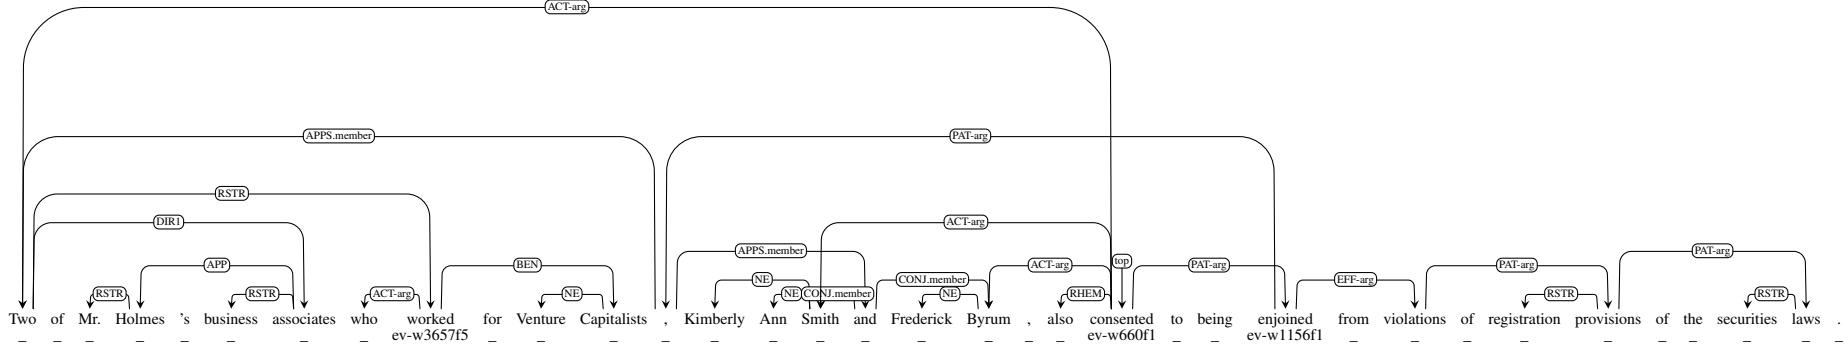 ACT-arg
APPS.member PAT-arg
RSTR
DIR1 ACT-arg
APPS.member PAT-arg
APP BEN ACT-arg top PAT-arg PAT-arg
NE CONJ.member EFF-arg
RSTR RSTR ACT-arg NE NE CONJ.member NE RHEM RSTR RSTR
Two of Mr. Holmes 's business associates who worked for Venture Capitalists , Kimberly Ann Smith and Frederick Byrum , also consented to being enjoined from violations of registration provisions of the securities laws .
_ _ _ _ _ _ _ _ ev-w3657f5 _ _ _ _ _ _ _ _ _ _ _ _ ev-w660f1 _ _ ev-w1156f1 _ _ _ _ _ _ _ _ _ _